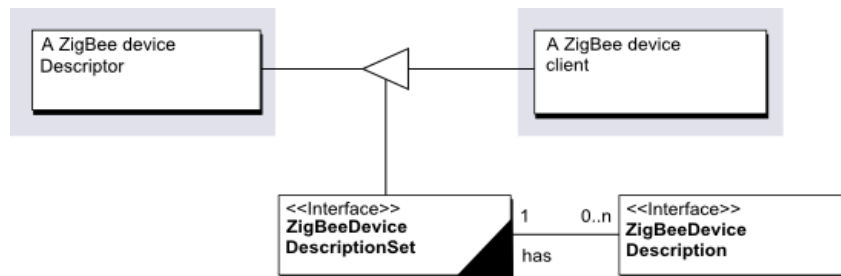 A ZigBee device
Descriptor
A ZigBee device
client
<<Interface>>
ZigBeeDevice
DescriptionSet
1
0..n
has
<<Interface>>
ZigBeeDevice
Description